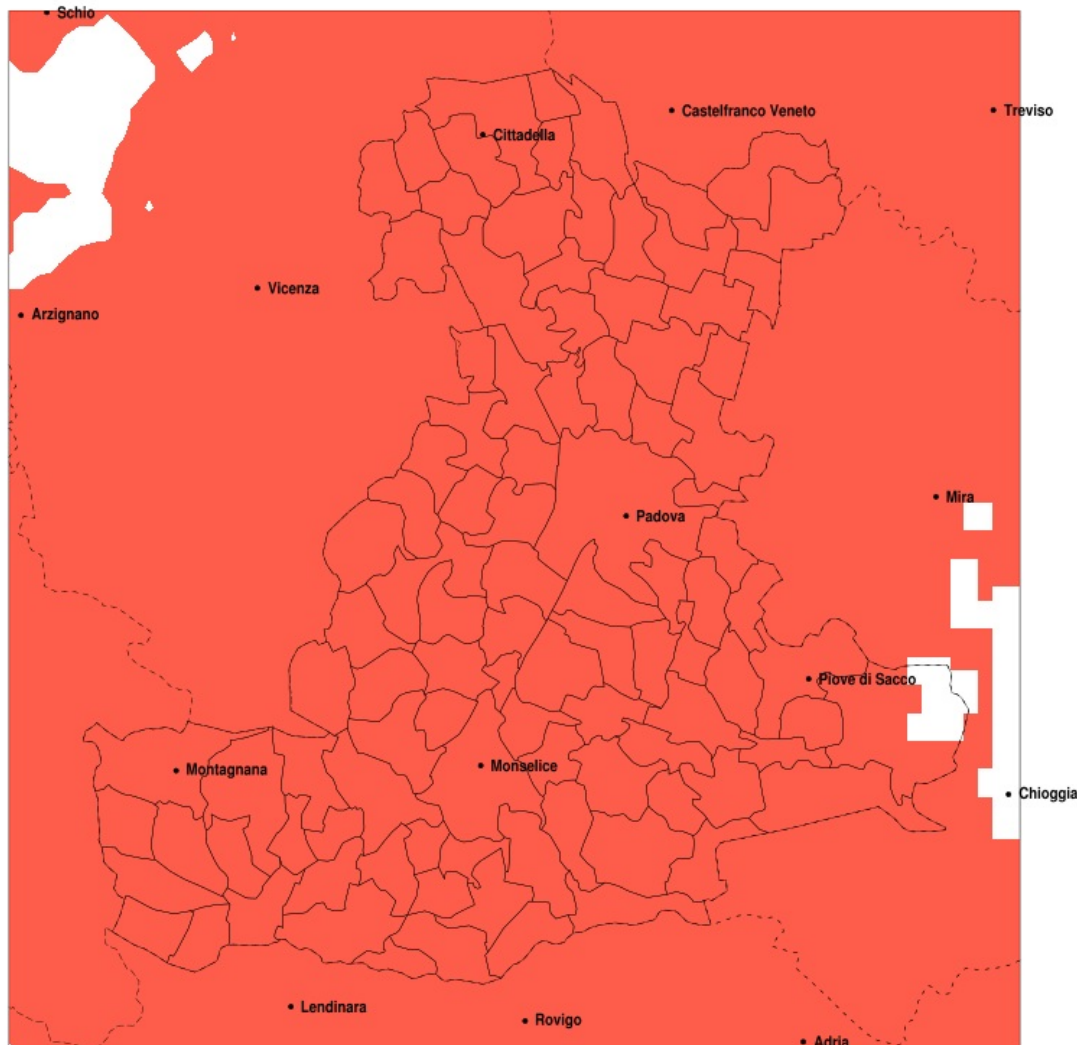 Schio
Castelfranco Veneto
Treviso
Cittadella
Vicenza
Arzignano
Mira
Padova
Piove di Sacco
Montagnana
Monselice
Chioggia
Lendinara
Rovigo
Adria